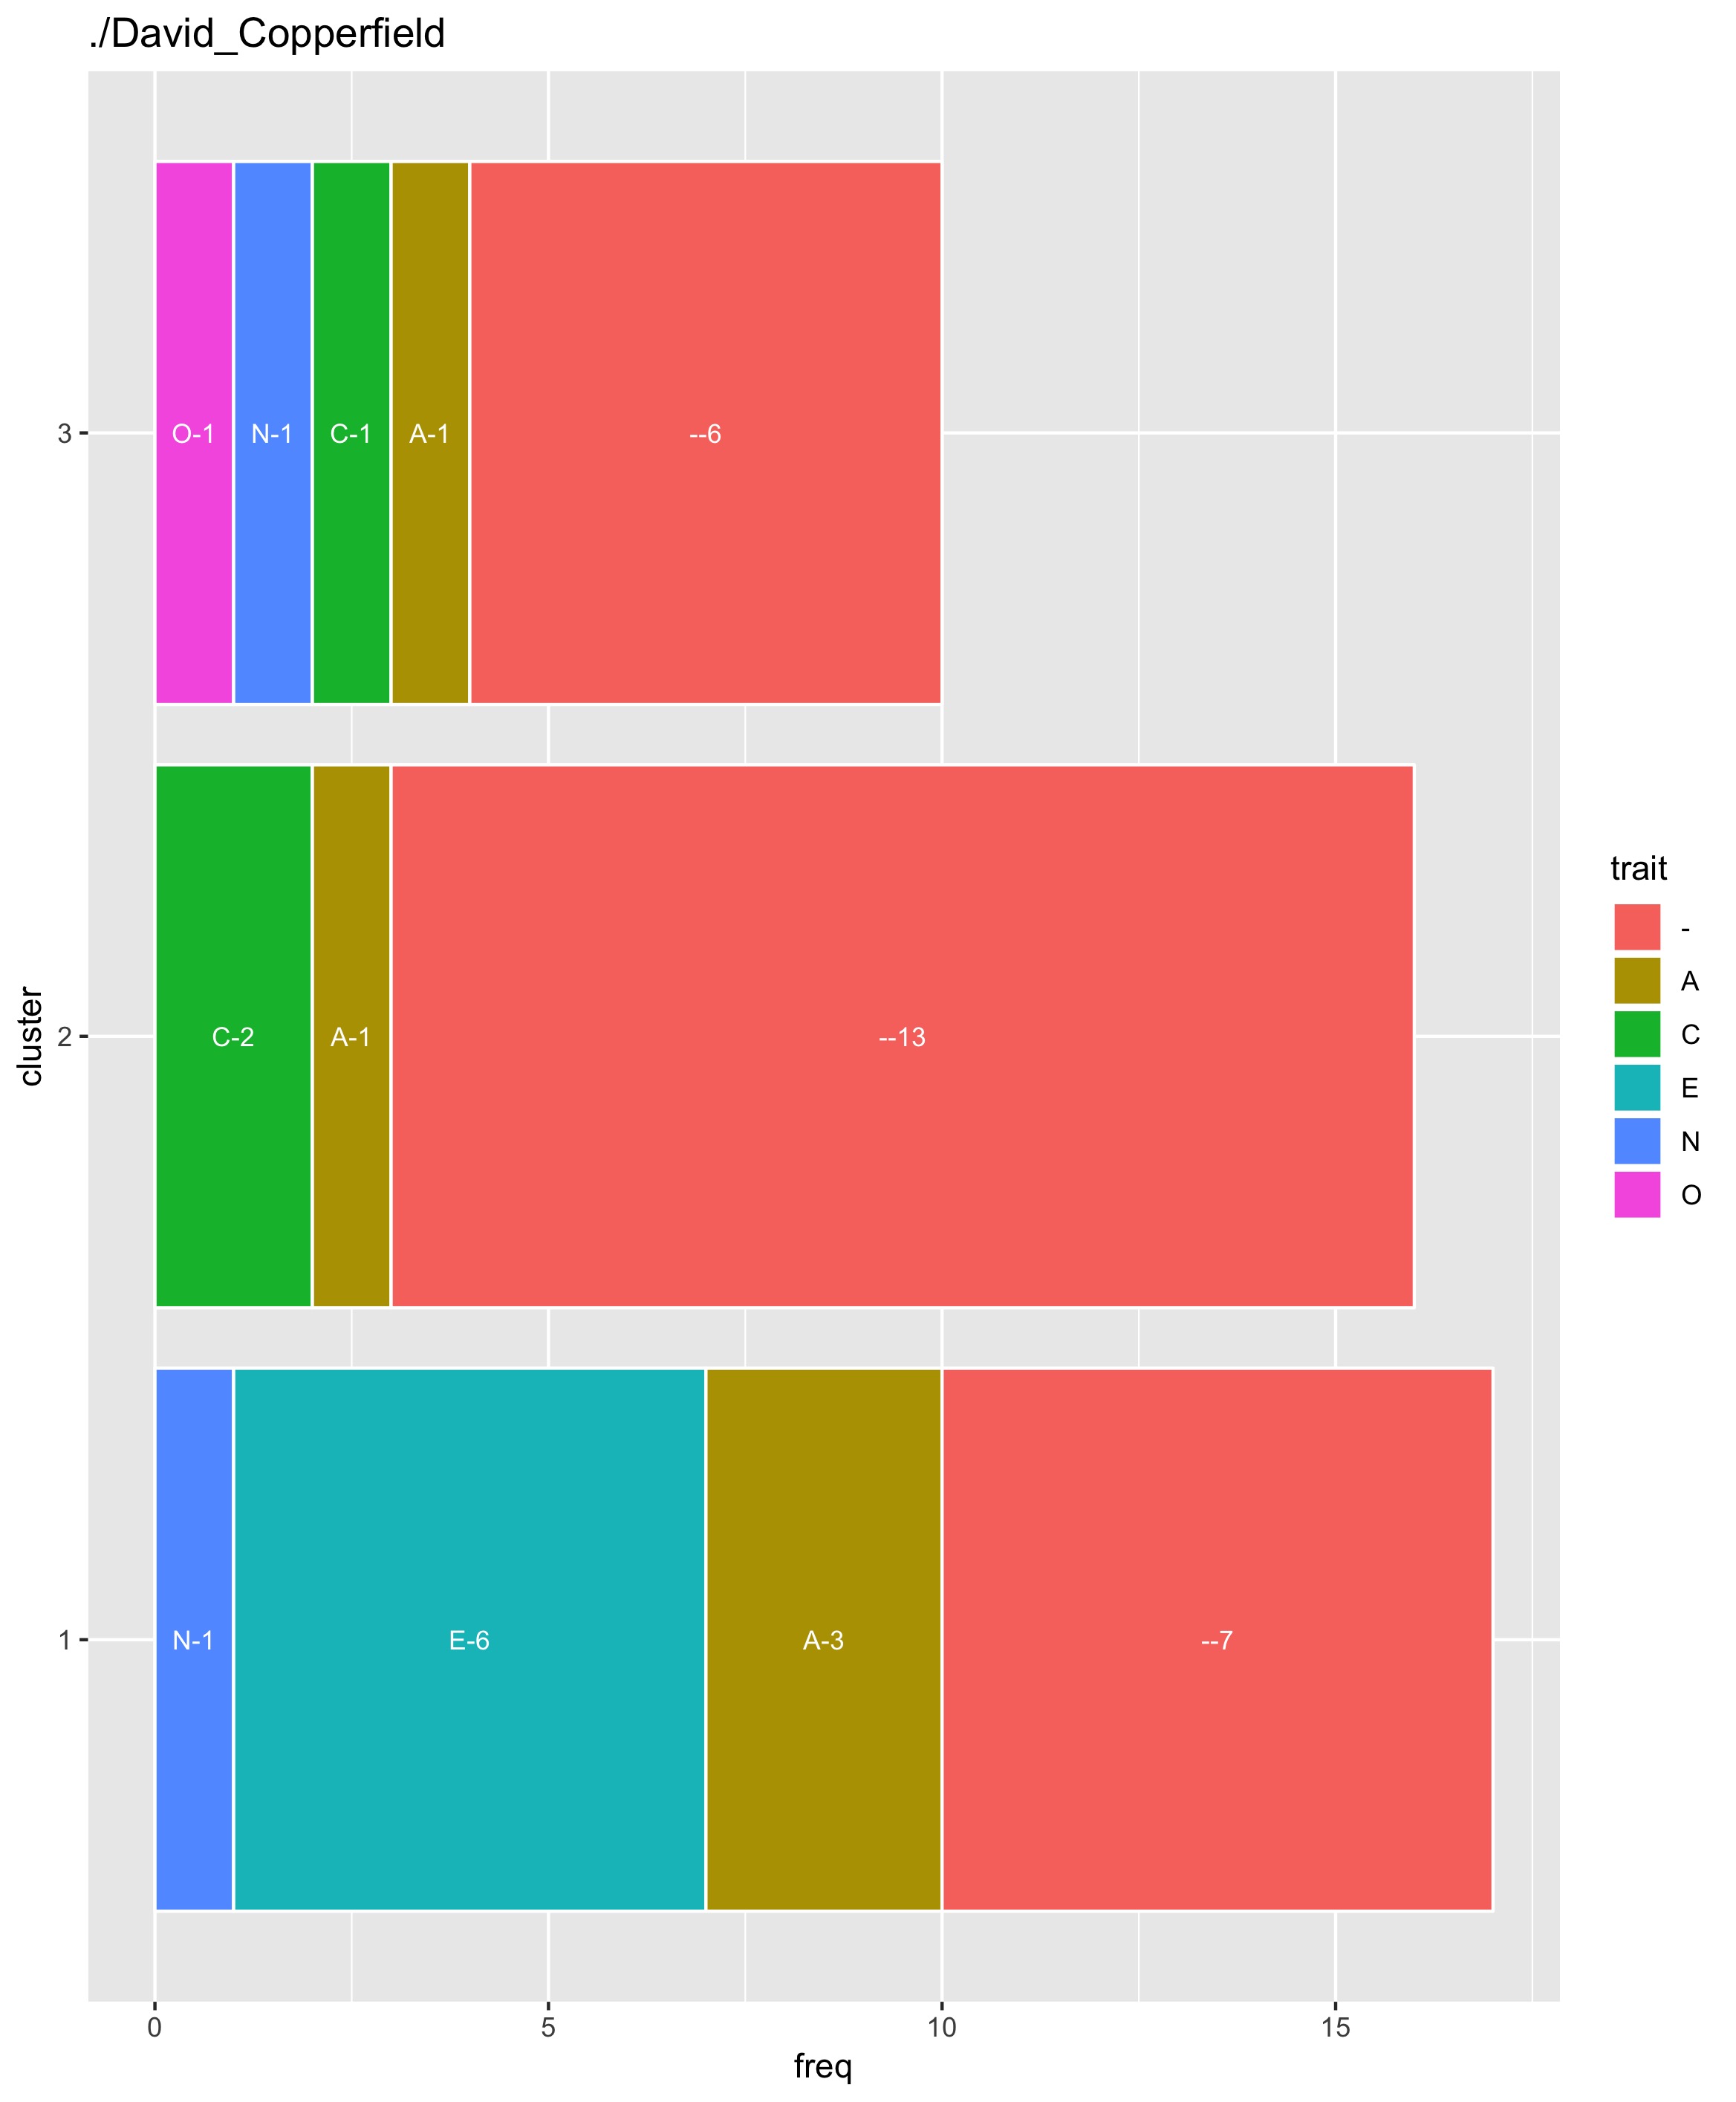 ./David_Copperfield
3
O-1 N-1 C-1 A-1 --6
2
C-2 A-1 --13
1
N-1 E-6 A-3 --7
cluster
0 5 10 15
freq
trait
-
A
C
E
N
O